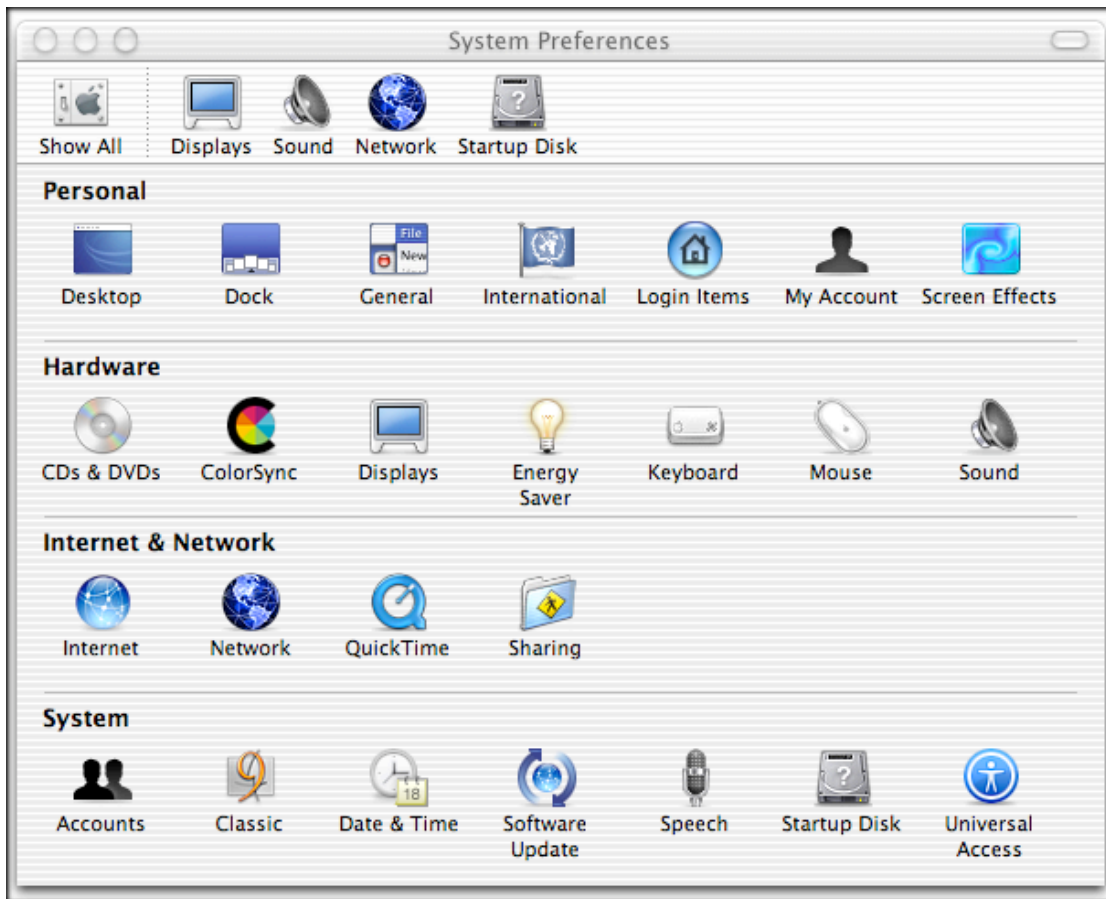 System Preferences
Show All Displays Sound Network Startup Disk
Personal
File
New
Desktop Dock General International Login Items My Account Screen Effects
Hardware
CDs & DVDs ColorSync Displays Energy Saver Keyboard Mouse Sound
Internet & Network
Internet Network QuickTime Sharing
System
9
18
?
Accounts Classic Date & Time Software Update Speech Startup Disk Universal Access